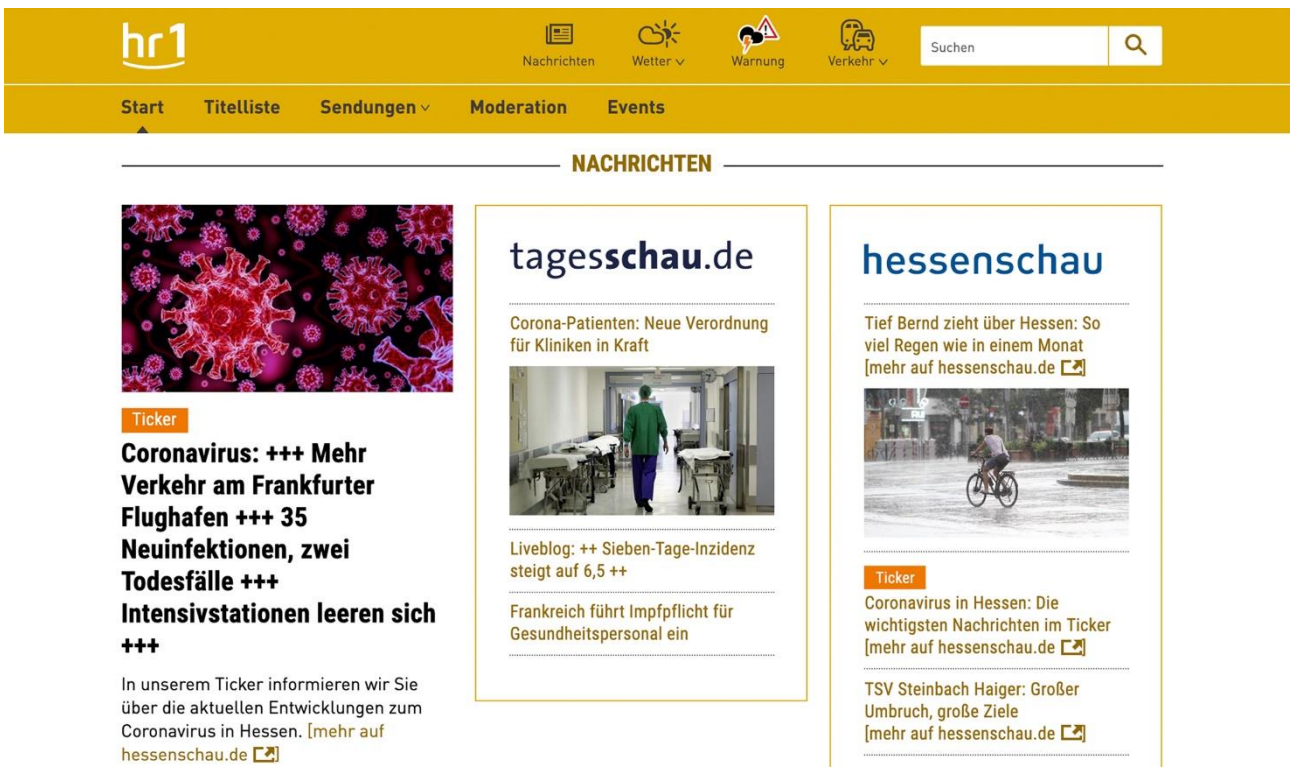 hr1
Nachrichten
Wetter
Warnung
Verkehr
Suchen
Start
Titelliste
Sendungen
Moderation
Events
NACHRICHTEN
Ticker
Coronavirus: +++ Mehr
Verkehr am Frankfurter
Flughafen +++ 35
Neuinfektionen, zwei
Todesfälle +++
Intensivstationen leeren sich
+++
In unserem Ticker informieren wir Sie
über die aktuellen Entwicklungen zum
Coronavirus in Hessen. [mehr auf
hessenschau.de]
tagesschau.de
Corona-Patienten: Neue Verordnung
für Kliniken in Kraft
Liveblog: ++ Sieben-Tage-Inzidenz
steigt auf 6,5 ++
Frankreich führt Impfpflicht für
Gesundheitspersonal ein
hessenschau
Tief Bernd zieht über Hessen: So
viel Regen wie in einem Monat
[mehr auf hessenschau.de]
Ticker
Coronavirus in Hessen: Die
wichtigsten Nachrichten im Ticker
[mehr auf hessenschau.de]
TSV Steinbach Haiger: Großer
Umbruch, große Ziele
[mehr auf hessenschau.de]